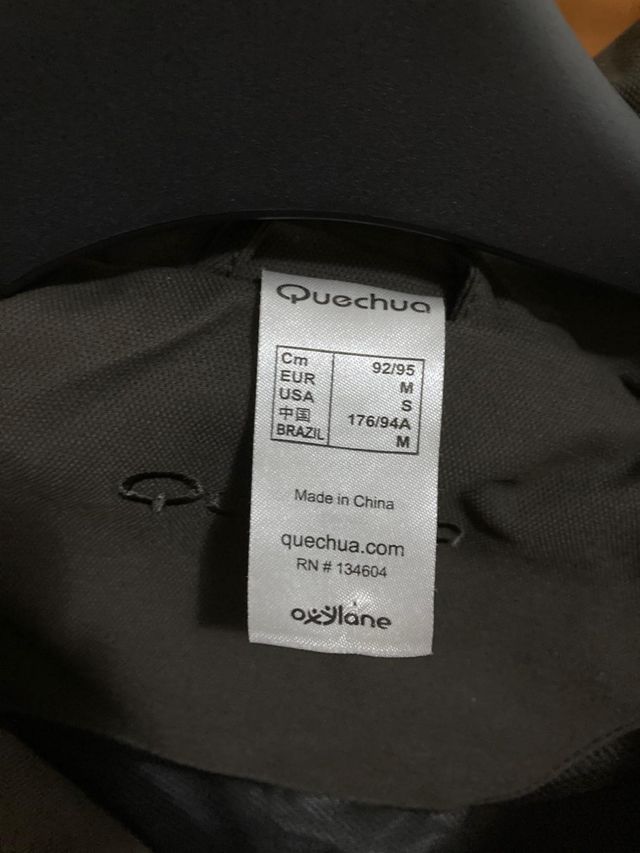 Quechua
Cm 92/95
EUR M
USA S
中国 176/94A
BRAZIL M
Made in China
quechua.com
RN # 134604
oxylane